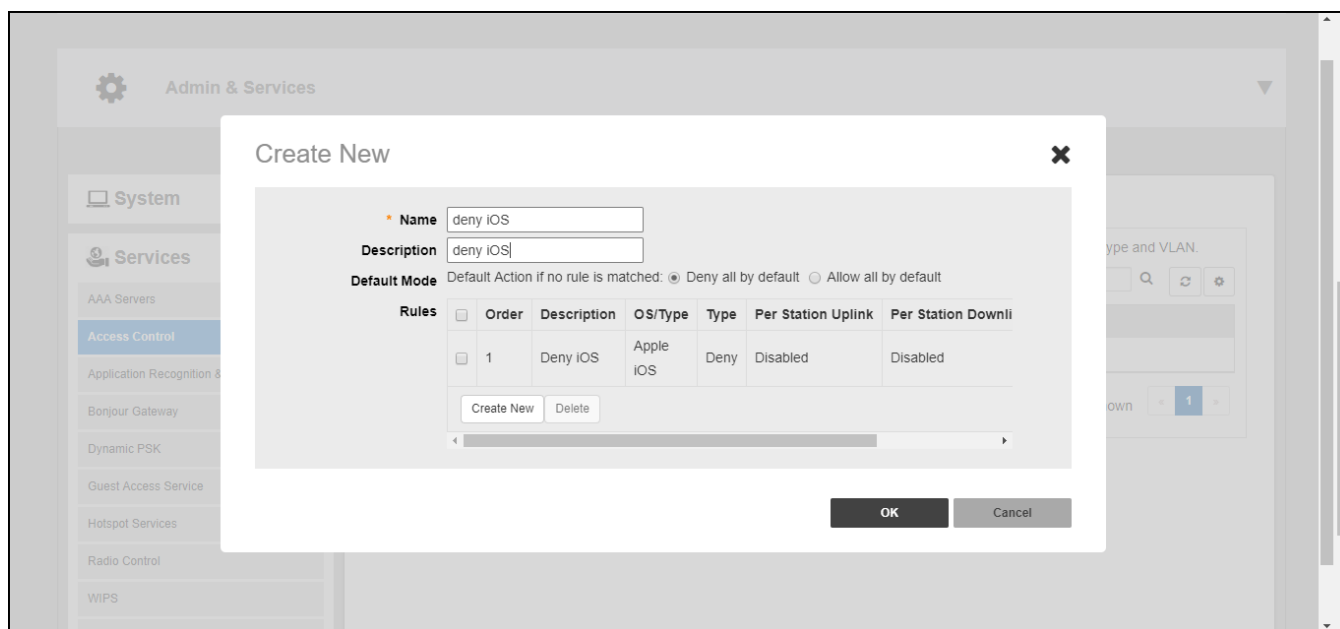 Admin & Services
Create New
System
* Name deny iOS
Services
Description deny iOS
ype and VLAN.
Default Mode Default Action if no rule is matched: Deny all by default Allow all by default
AAA Servers
Rules Order Description OS/Type Type Per Station Uplink Per Station Downli
Access Control
1 Deny iOS Apple iOS Deny Disabled Disabled
Application Recognition &
Create New Delete
own « 1 »
Bonjour Gateway
Dynamic PSK
Guest Access Service
OK Cancel
Hotspot Services
Radio Control
WIPS